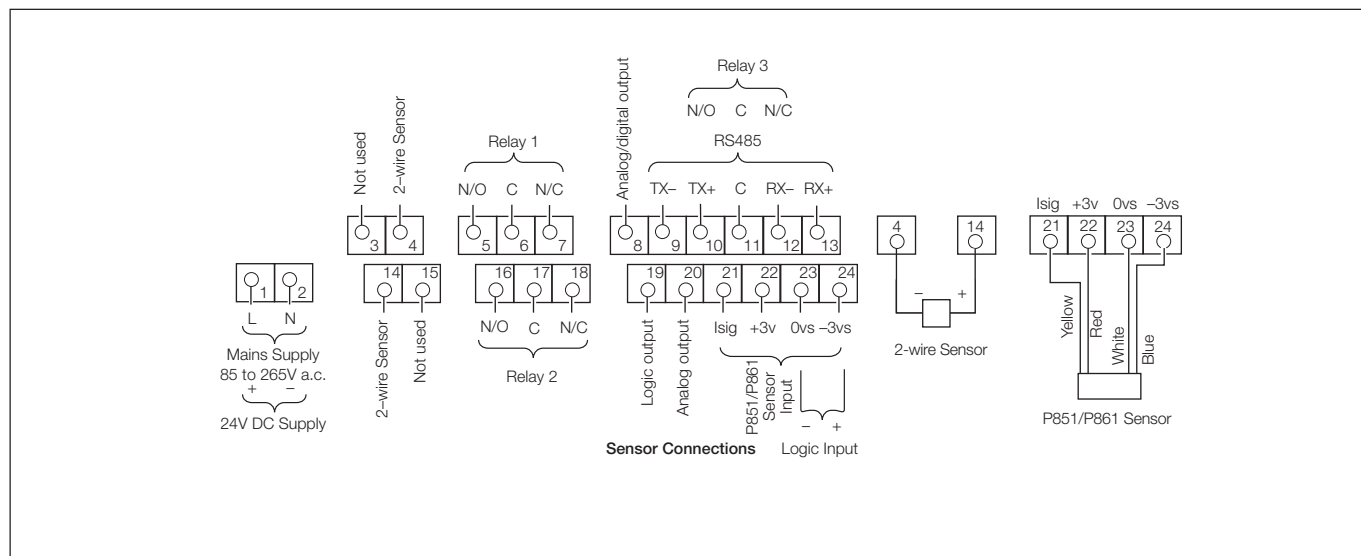 Relay 3
N/O C N/C
Analog/digital output
RS485
Not used
2–wire Sensor
Relay 1
N/O C N/C
TX– TX+ C RX– RX+
Isig +3v 0vs –3vs
3 4
5 6 7
8 9 10 11 12 13
4 14
21 22 23 24
1 2
14 15
16 17 18
19 20 21 22 23 24
L N
Mains Supply
85 to 265V a.c.
+ –
24V DC Supply
2–wire Sensor
Not used
N/O C N/C
Relay 2
Logic output
Analog output
Isig +3v 0vs –3vs
P851/P861
Sensor
Input
– +
Sensor Connections Logic Input
– +
2-wire Sensor
Yellow
Red
White
Blue
P851/P861 Sensor